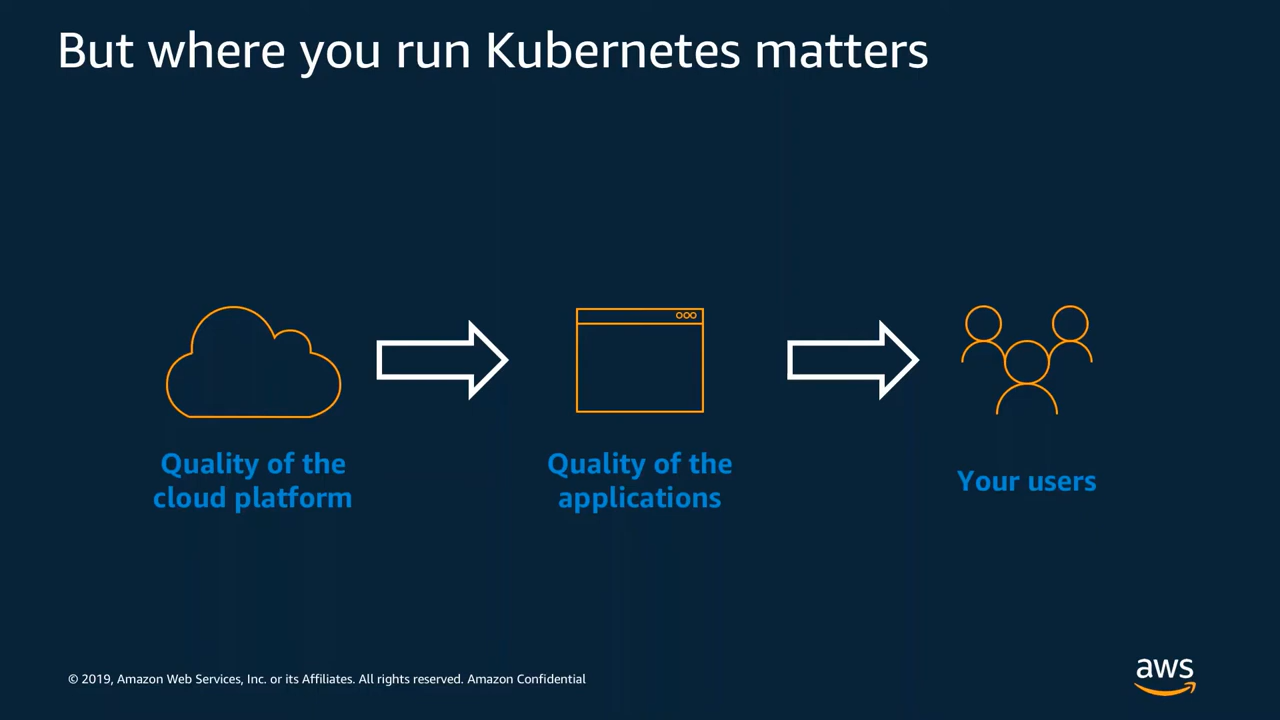 But where you run Kubernetes matters
Quality of the
cloud platform
Quality of the
applications
Your users
© 2019, Amazon Web Services, Inc. or its Affiliates. All rights reserved. Amazon Confidential
aws